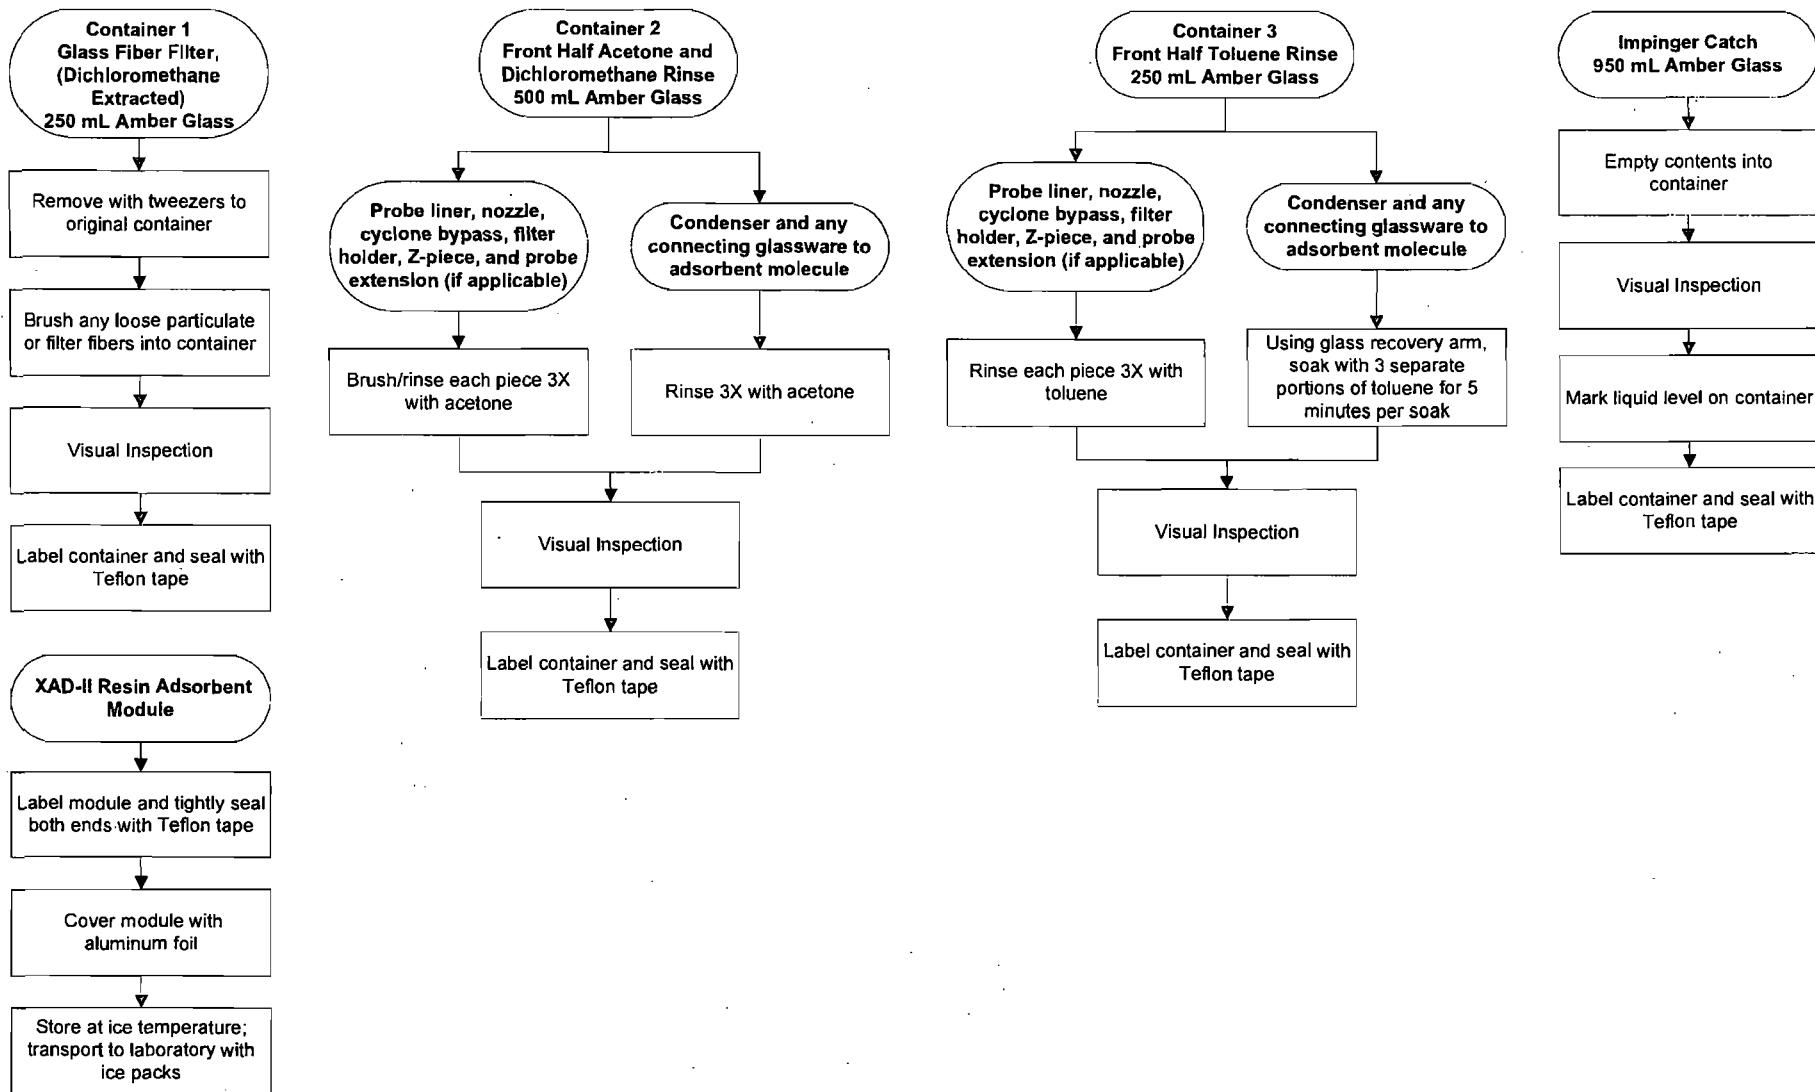 Container 1
Glass Fiber Filter,
(Dichloromethane
Extracted)
250 mL Amber Glass
Remove with tweezers to
original container
Brush any loose particulate
or filter fibers into container
Visual Inspection
Label container and seal with
Teflon tape
XAD-II Resin Adsorbent
Module
Label module and tightly seal
both ends with Teflon tape
Cover module with
aluminum foil
Store at ice temperature;
transport to laboratory with
ice packs
Container 2
Front Half Acetone and
Dichloromethane Rinse
500 mL Amber Glass
Probe liner, nozzle,
cyclone bypass, filter
holder, Z-piece, and probe
extension (if applicable)
Brush/rinse each piece 3X
with acetone
Condenser and any
connecting glassware to
adsorbent molecule
Rinse 3X with acetone
Visual Inspection
Label container and seal with
Teflon tape
Container 3
Front Half Toluene Rinse
250 mL Amber Glass
Probe liner, nozzle,
cyclone bypass, filter
holder, Z-piece, and probe
extension (if applicable)
Rinse each piece 3X with
toluene
Condenser and any
connecting glassware to
adsorbent molecule
Using glass recovery arm,
soak with 3 separate
portions of toluene for 5
minutes per soak
Visual Inspection
Label container and seal with
Teflon tape
Impinger Catch
950 mL Amber Glass
Empty contents into
container
Visual Inspection
Mark liquid level on container
Label container and seal with
Teflon tape